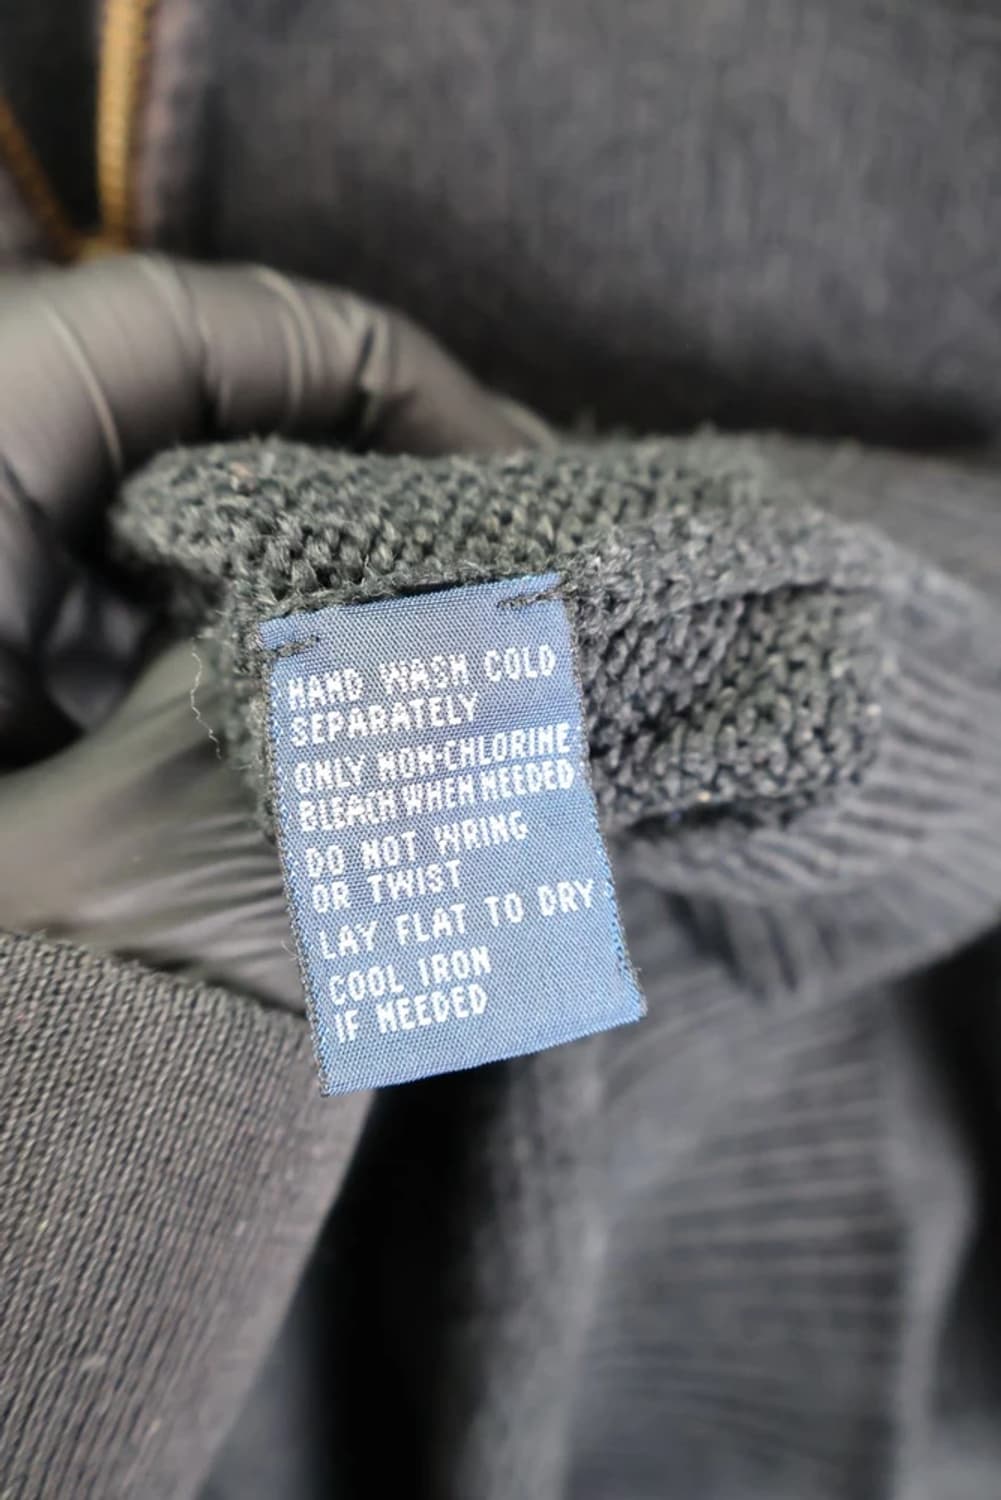 HAND WASH COLD
SEPARATELY
ONLY NON-CHLORINE
BLEACH WHEN NEEDED
DO NOT WRING
OR TWIST
LAY FLAT TO DRY
COOL IRON
IF NEEDED